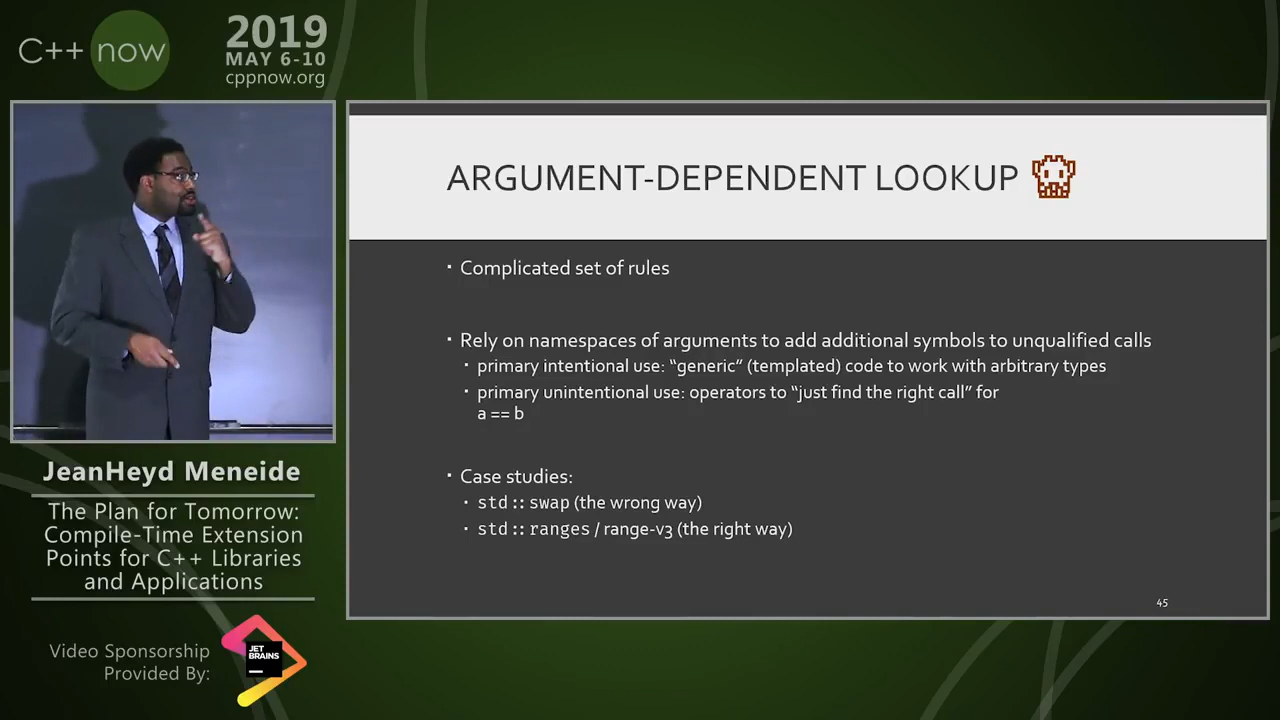 C++ now
2019
MAY 6-10
cppnow.org
ARGUMENT-DEPENDENT LOOKUP
▪ Complicated set of rules
▪ Rely on namespaces of arguments to add additional symbols to unqualified calls
▪ primary intentional use: “generic” (templated) code to work with arbitrary types
▪ primary unintentional use: operators to “just find the right call” for
a == b
▪ Case studies:
▪ std::swap (the wrong way)
▪ std::ranges / range-v3 (the right way)
45
JeanHeyd Meneide
The Plan for Tomorrow:
Compile-Time Extension
Points for C++ Libraries
and Applications
Video Sponsorship
Provided By:
JET
BRAINS